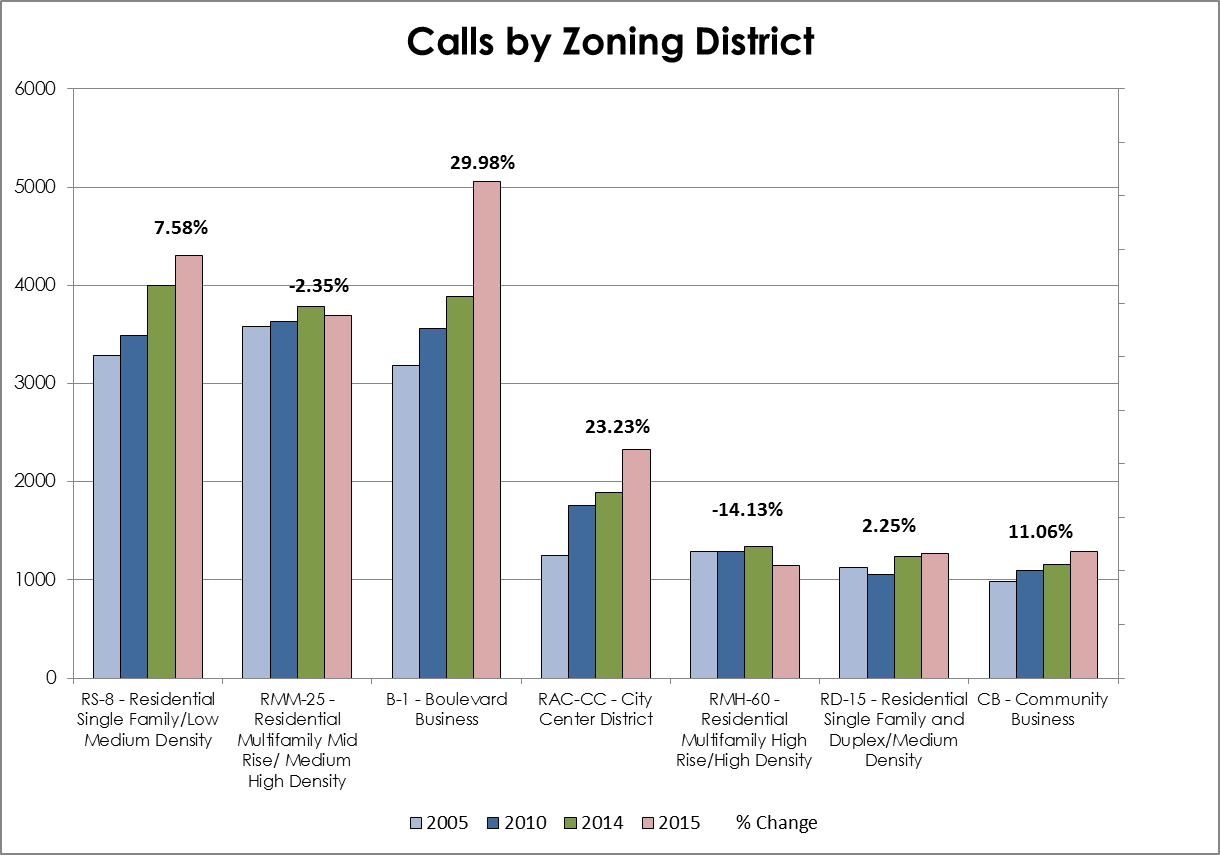 Calls by Zoning District
6000
5000
4000
3000
2000
1000
0
7.58%
-2.35%
29.98%
23.23%
-14.13%
2.25%
11.06%
RS-8 - Residential
Single Family/Low
Medium Density
RMM-25 -
Residential
Multifamily Mid
Rise/ Medium
High Density
B-1 - Boulevard
Business
RAC-CC - City
Center District
RMH-60 -
Residential
Multifamily High
Rise/High Density
RD-15 - Residential
Single Family and
Duplex/Medium
Density
CB - Community
Business
2005 2010 2014 2015 % Change